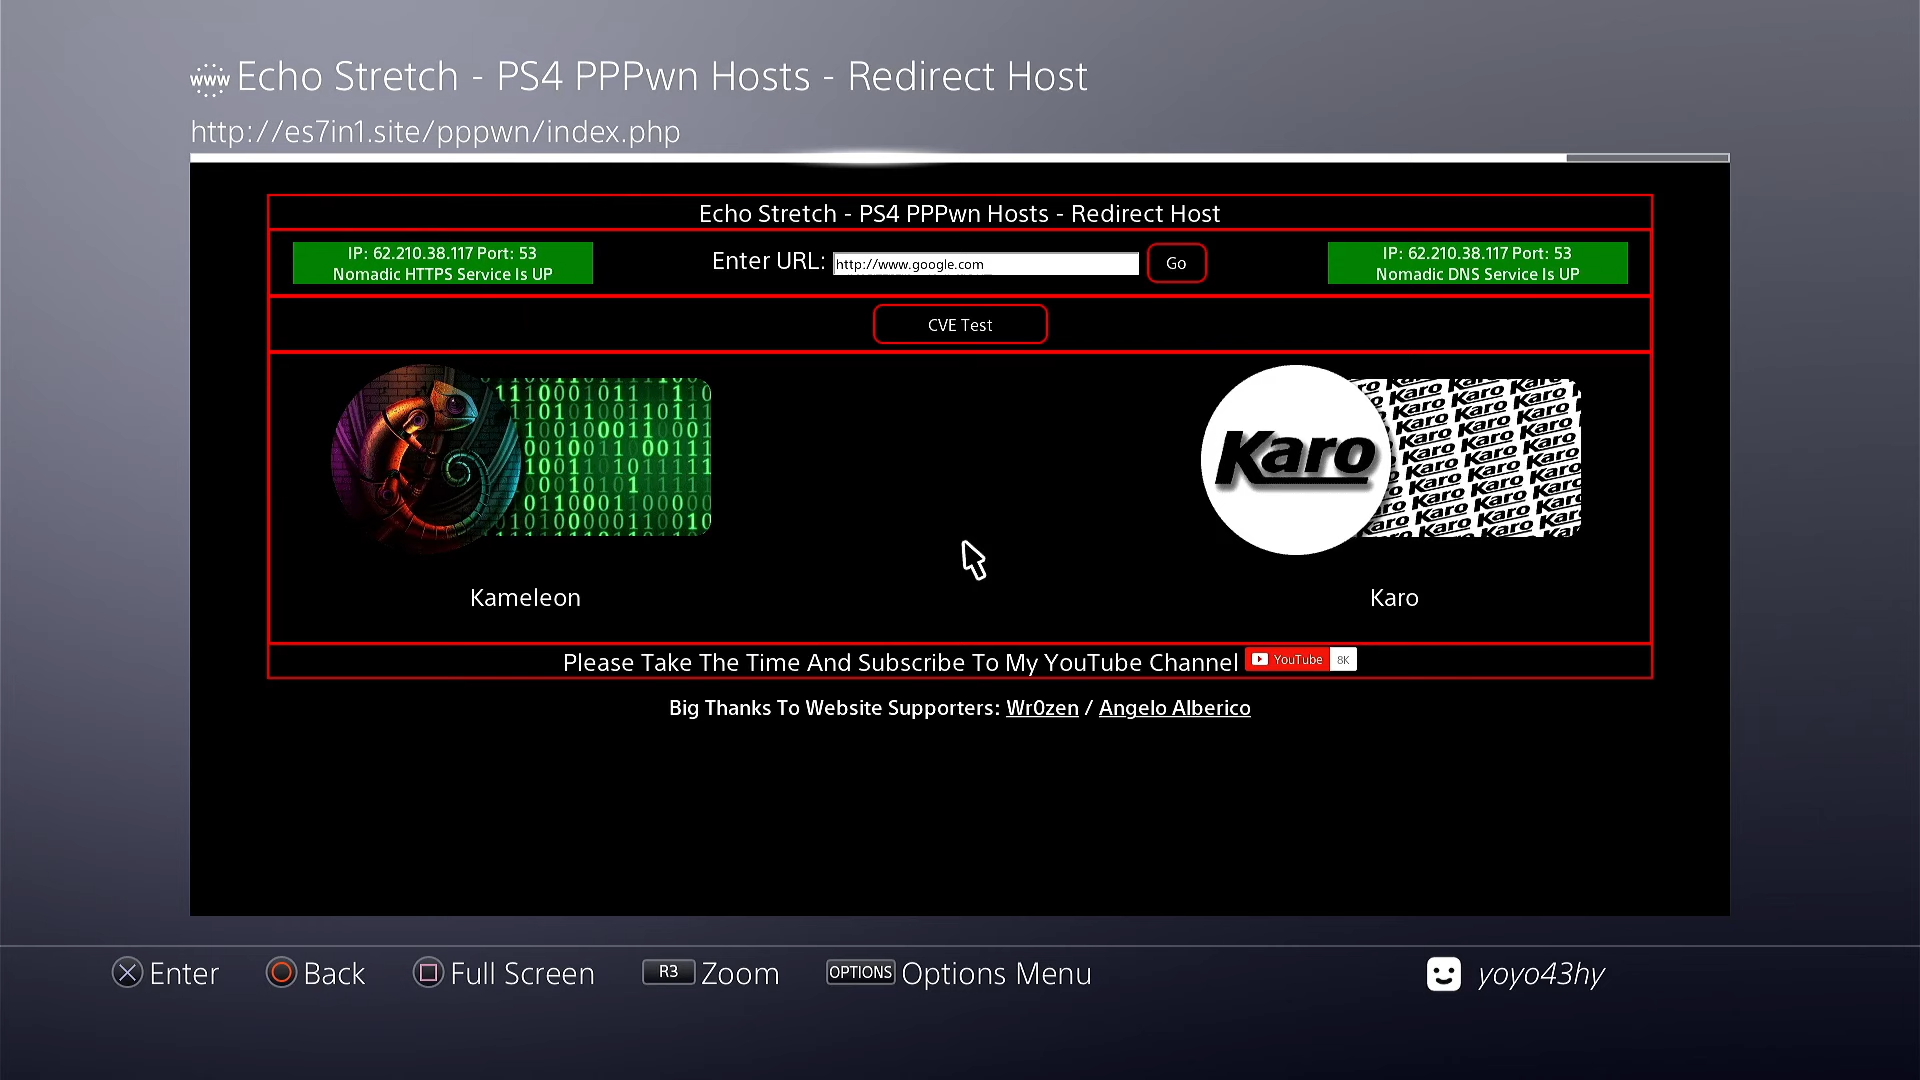 www Echo Stretch - PS4 PPPwn Hosts - Redirect Host
http://es7in1.site/pppwn/index.php
Echo Stretch - PS4 PPPwn Hosts - Redirect Host
IP: 62.210.38.117 Port: 53
Nomadic HTTPS Service Is UP
Enter URL: http://www.google.com Go
IP: 62.210.38.117 Port: 53
Nomadic DNS Service Is UP
CVE Test
Karo
Kameleon
Karo
Please Take The Time And Subscribe To My YouTube Channel YouTube 8K
Big Thanks To Website Supporters: Wr0zen / Angelo Alberico
Enter Back Full Screen R3 Zoom OPTIONS Options Menu yoyo43hy